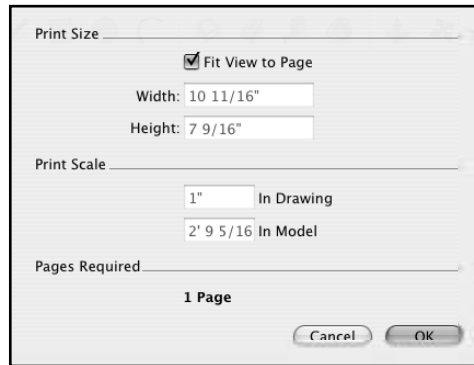 Print Size
Fit View to Page
Width: 10 11/16"
Height: 7 9/16"
Print Scale
1" In Drawing
2' 9 5/16 In Model
Pages Required
1 Page
Cancel OK